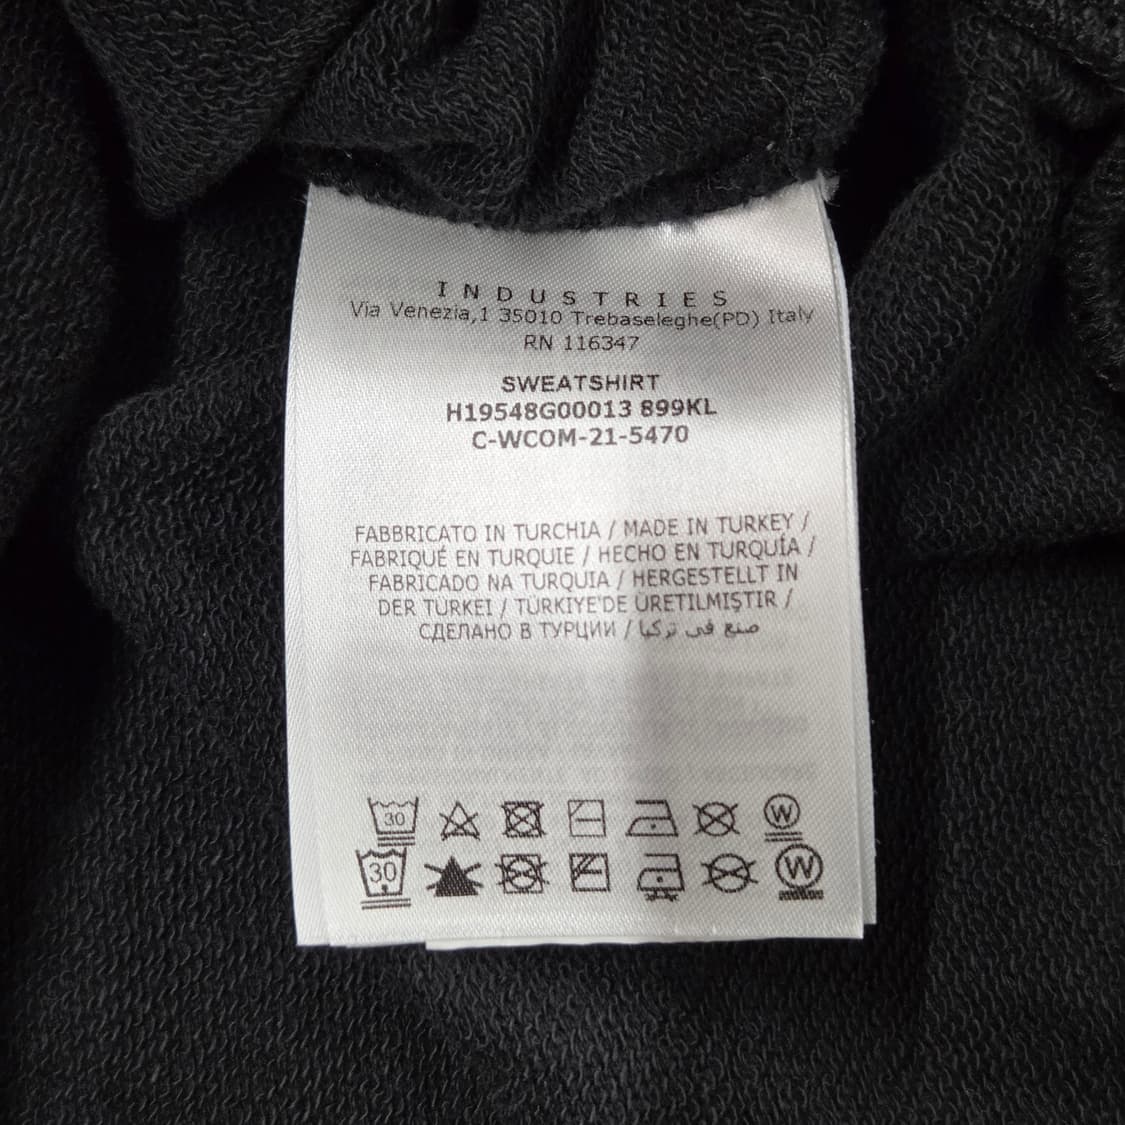 INDUSTRIES
Via Venezia,1 35010 Trebaseleghe(PD) Italy
RN 116347
SWEATSHIRT
H19548G00013 899KL
C-WCOM-21-5470
FABBRICATO IN TURCHIA / MADE IN TURKEY /
FABRIQUÉ EN TURQUIE / HECHO EN TURQUÍA /
FABRICADO NA TURQUIA / HERGESTELLT IN
DER TÜRKEI / TÜRKIYE'DE ÜRETILMIŞTIR /
СДЕЛАНО В ТУРЦИИ / صنع في تركيا
30 W
30 W